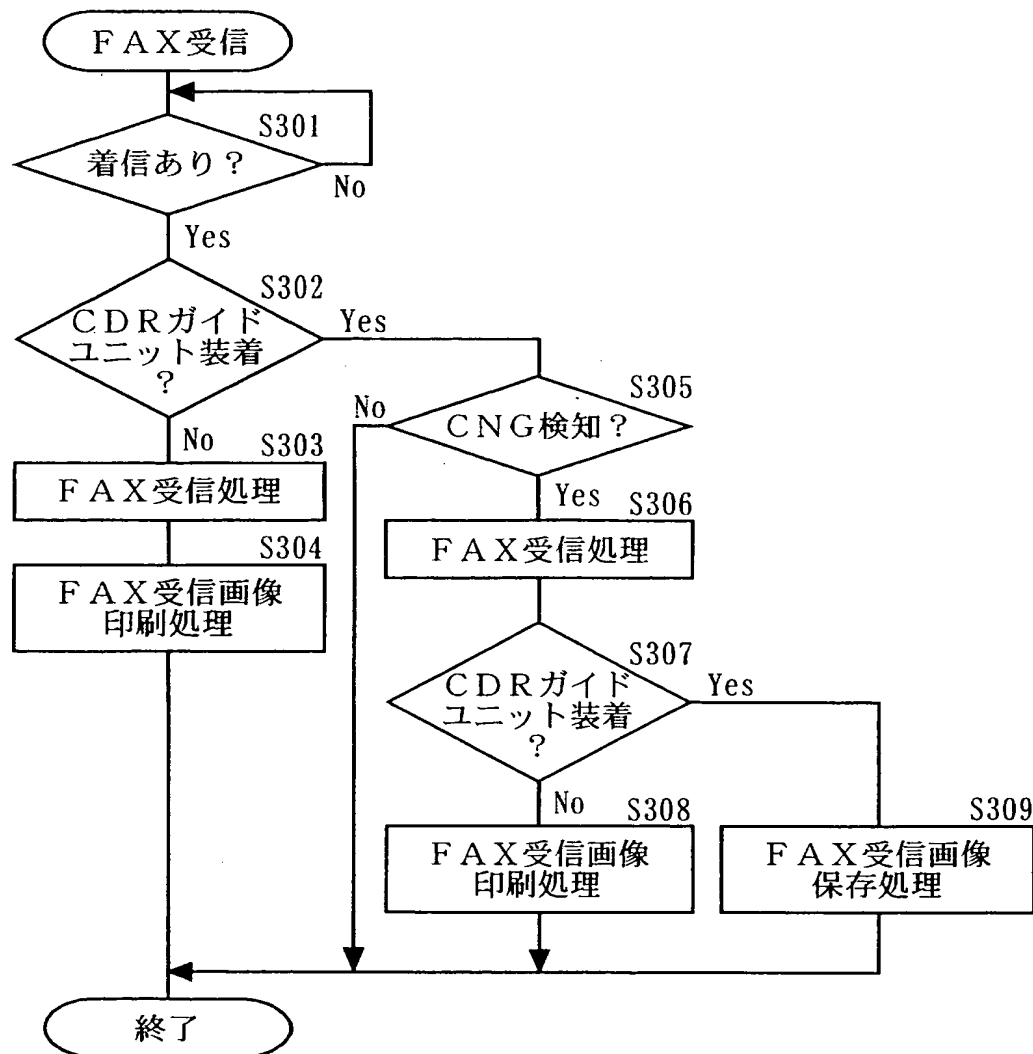 ＦＡＸ受信
S301
着信あり？
No
Yes
S302
ＣＤＲガイド
ユニット装着
？
Yes
No
S303
ＦＡＸ受信処理
S304
ＦＡＸ受信画像
印刷処理
S305
ＣＮＧ検知？
No
Yes
S306
ＦＡＸ受信処理
S307
ＣＤＲガイド
ユニット装着
？
Yes
No
S308
ＦＡＸ受信画像
印刷処理
S309
ＦＡＸ受信画像
保存処理
終了